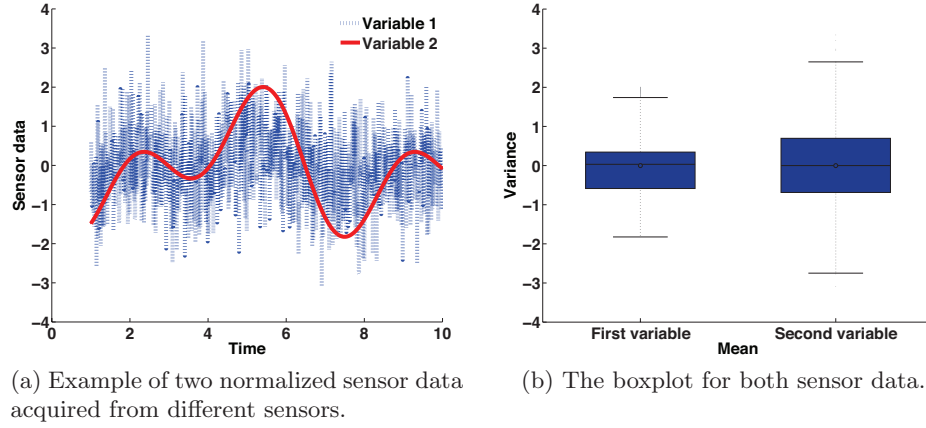 4
3
2
1
0
−1
−2
−3
−4
Sensor data
Variable 1
Variable 2
0 2 4 6 8 10
Time
(a) Example of two normalized sensor data
acquired from different sensors.
4
3
2
1
0
−1
−2
−3
−4
Variance
First variable Second variable
Mean
(b) The boxplot for both sensor data.